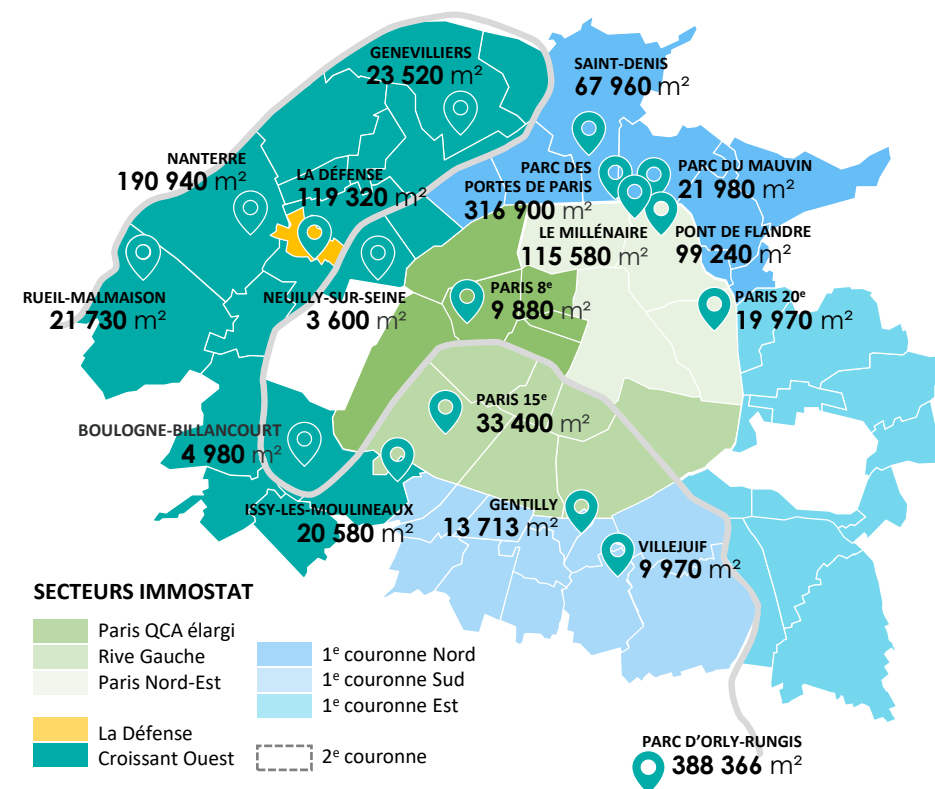 GENEVILLIERS
23 520 m²
SAINT-DENIS
67 960 m²
NANTERRE
190 940 m²
LA DÉFENSE
119 320 m²
PARC DES
PORTES DE PARIS
316 900 m²
PARC DU MAUVIN
21 980 m²
LE MILLÉNAIRE
115 580 m²
PONT DE FLANDRE
99 240 m²
RUEIL-MALMAISON
21 730 m²
NEUILLY-SUR-SEINE
3 600 m²
PARIS 8e
9 880 m²
PARIS 20e
19 970 m²
PARIS 15e
33 400 m²
BOULOGNE-BILLANCOURT
4 980 m²
ISSY-LES-MOULINEAUX
20 580 m²
GENTILLY
13 713 m²
VILLEJUIF
9 970 m²
SECTEURS IMMOSTAT
Paris QCA élargi
Rive Gauche
Paris Nord-Est
La Défense
Croissant Ouest
1e couronne Nord
1e couronne Sud
1e couronne Est
2e couronne
PARC D'ORLY-RUNGIS
388 366 m²